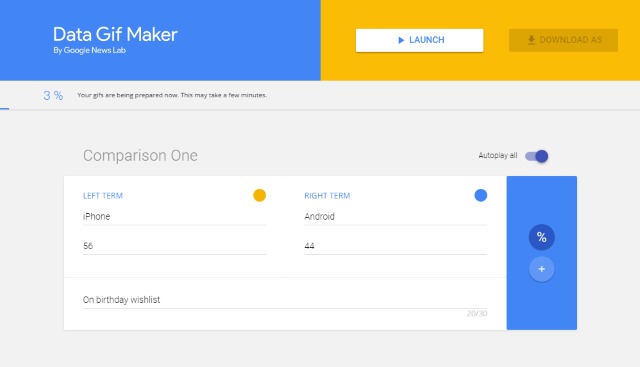 Data Gif Maker
By Google News Lab
LAUNCH
DOWNLOAD AS
3 %
Your gifs are being prepared now. This may take a few minutes.
Comparison One
Autoplay all
LEFT TERM
RIGHT TERM
iPhone
Android
56
44
%
+
On birthday wishlist
20/30